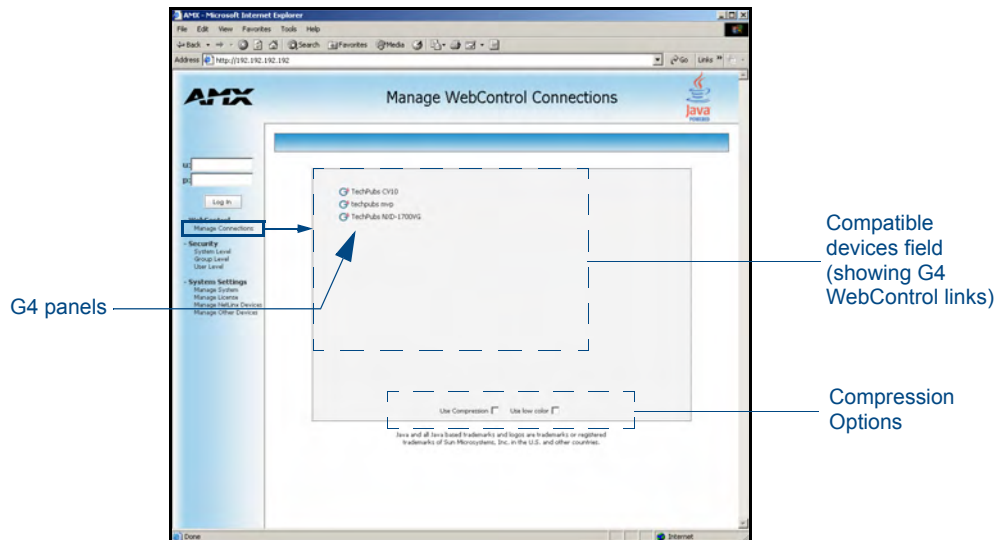 AMX - Microsoft Internet Explorer
File Edit View Favorites Tools Help
Back Search Favorites Media
Address http://192.192.192.192 Go Links »
AMX
Manage WebControl Connections
Java
POWERED
u:
p:
Log In
WebControl
Manage Connections
- Security
System Level
Group Level
User Level
- System Settings
Manage System
Manage License
Manage NetLinx Devices
Manage Other Devices
TechPubs CV10
techpubs mvp
TechPubs NXD-1700VG
G4 panels
Compatible
devices field
(showing G4
WebControl links)
Use Compression Use low color
Compression
Options
Java and all Java based trademarks and logos are trademarks or registered
trademarks of Sun Microsystems, Inc. in the U.S. and other countries.
Done Internet